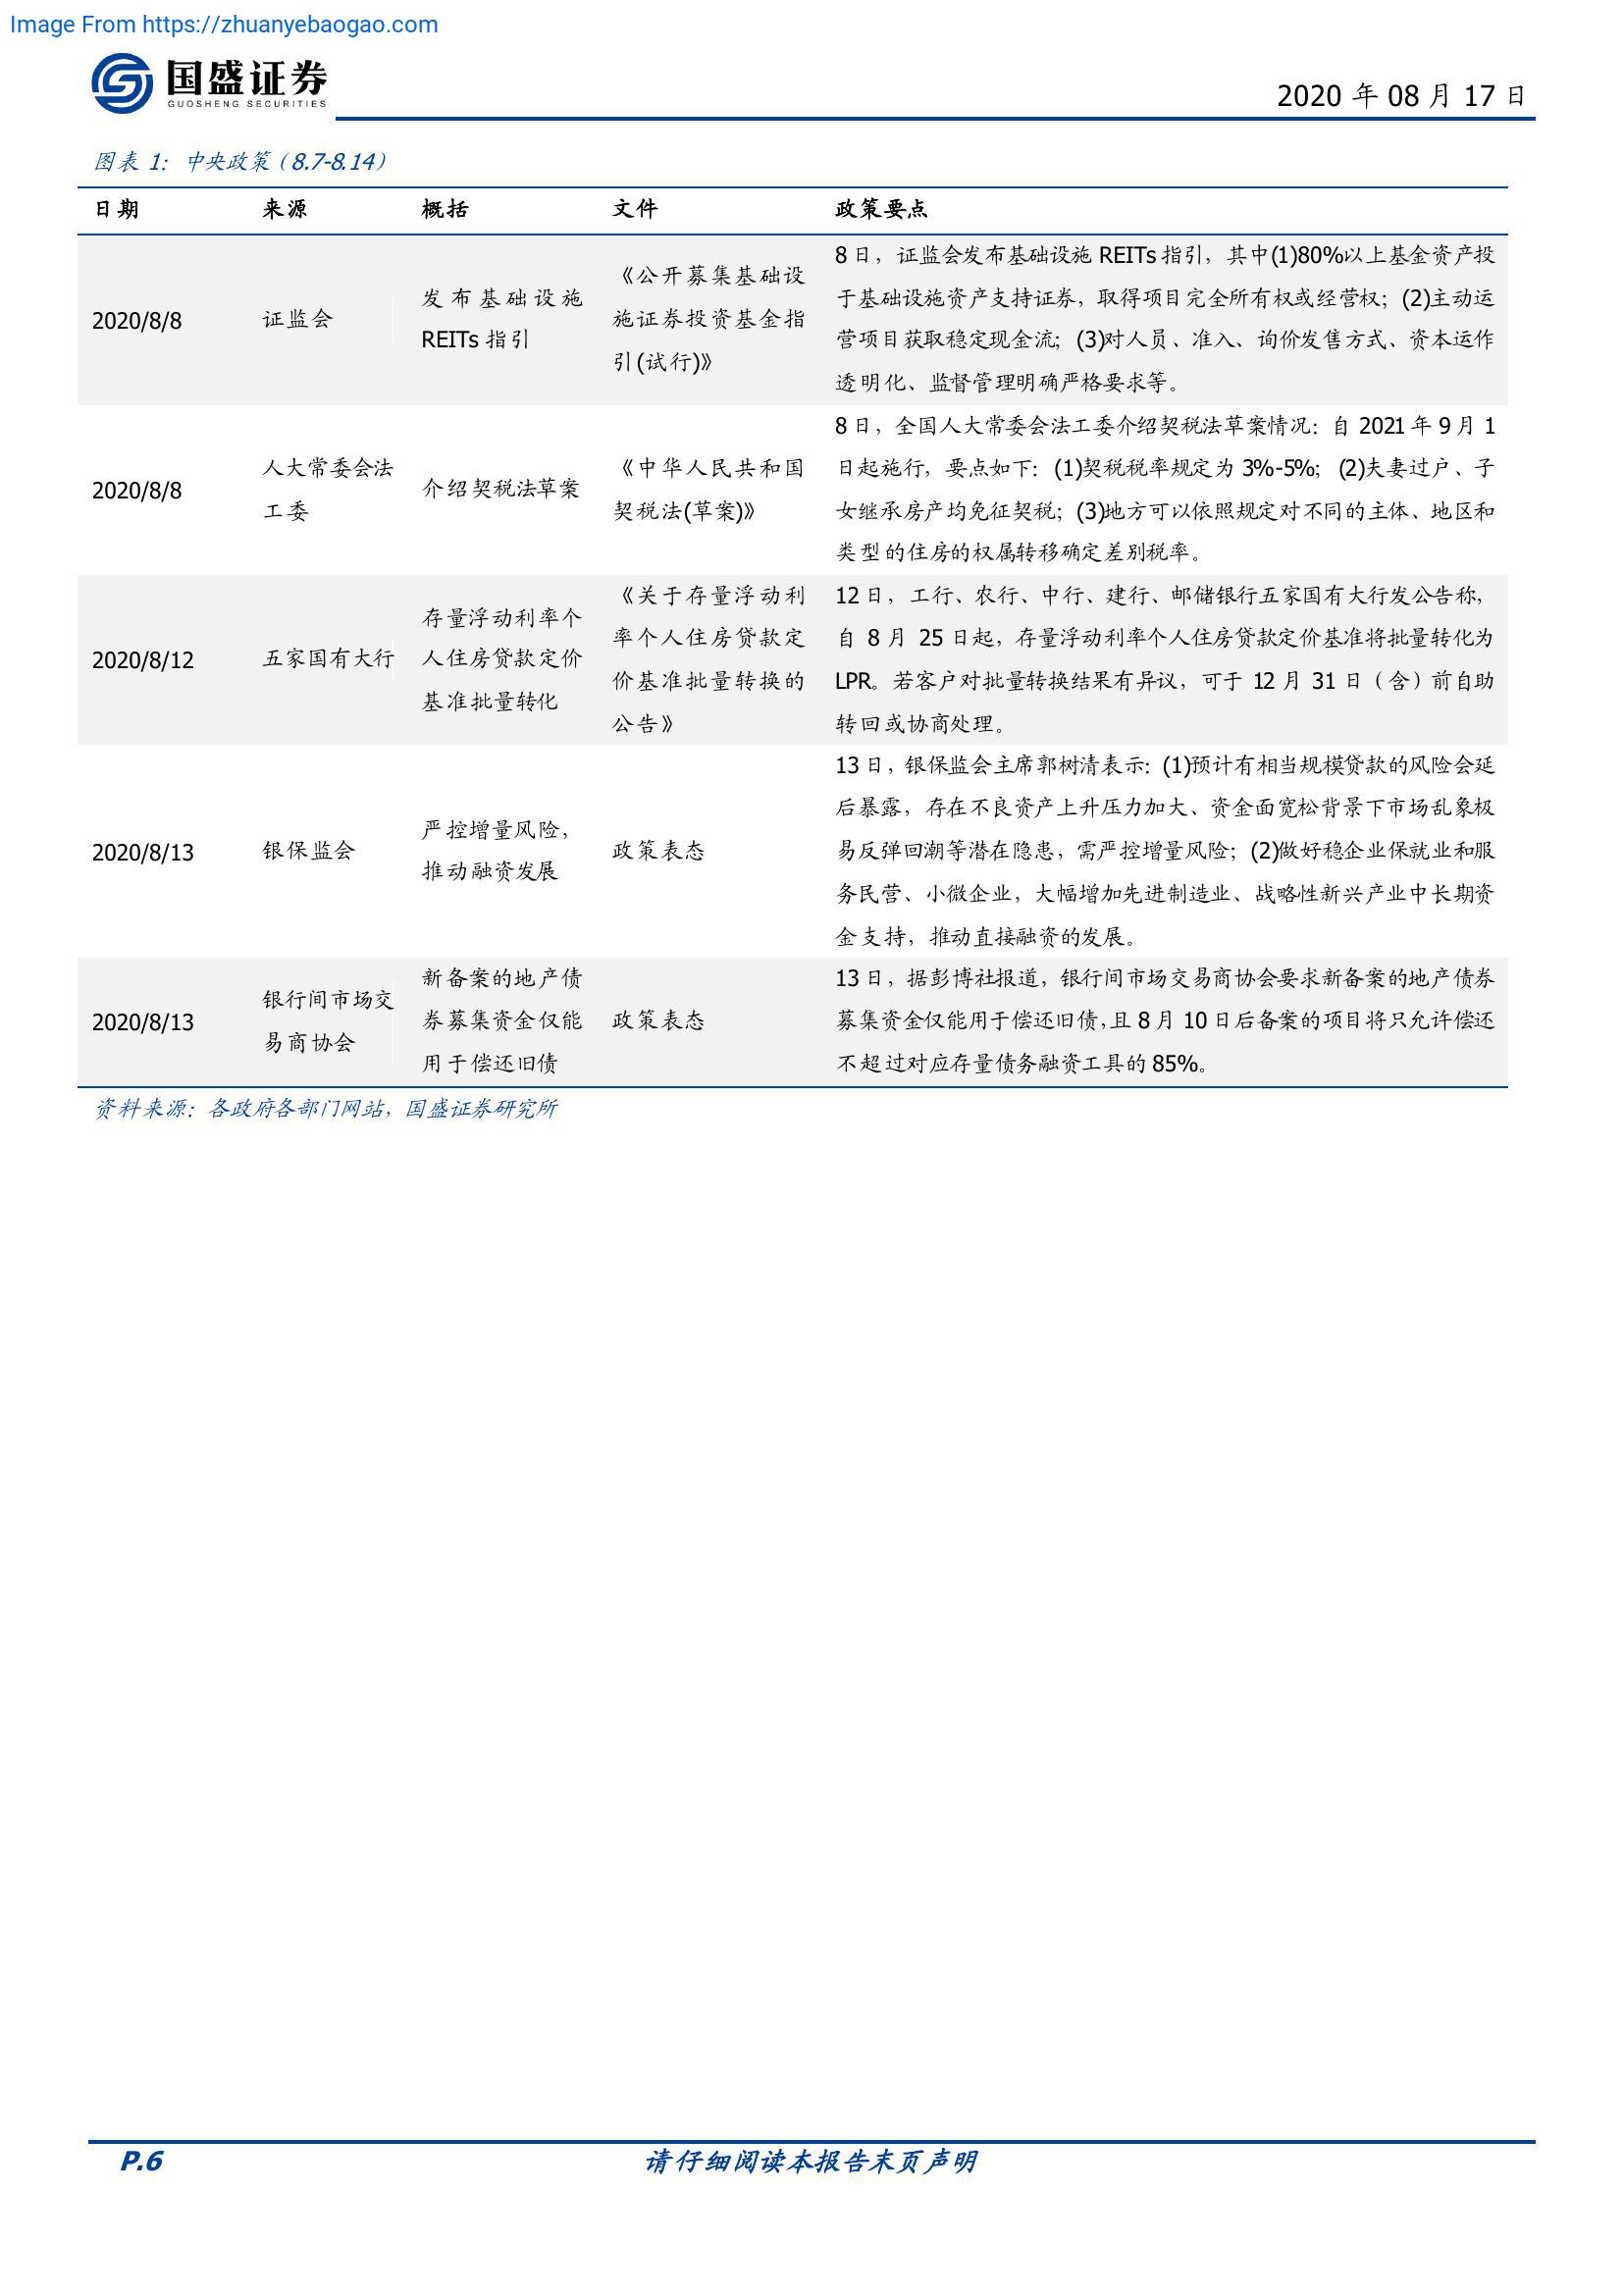 Image From https://zhuanyebaogao.com
国盛证券
GUOSHENG SECURITIES
2020 年 08 月 17 日
图表 1：中央政策（8.7-8.14）
日期 来源 概括 文件 政策要点
2020/8/8
证监会
发布基础设施
REITs 指引
《公开募集基础设
施证券投资基金指
引(试行)》
8 日，证监会发布基础设施 REITs 指引，其中(1)80%以上基金资产投
于基础设施资产支持证券，取得项目完全所有权或经营权；(2)主动运
营项目获取稳定现金流；(3)对人员、准入、询价发售方式、资本运作
透明化、监督管理明确严格要求等。
2020/8/8
人大常委会法
工委
介绍契税法草案
《中华人民共和国
契税法(草案)》
8 日，全国人大常委会法工委介绍契税法草案情况：自 2021 年 9 月 1
日起施行，要点如下：(1)契税税率规定为 3%-5%；(2)夫妻过户、子
女继承房产均免征契税；(3)地方可以依照规定对不同的主体、地区和
类型的住房的权属转移确定差别税率。
2020/8/12
五家国有大行
存量浮动利率个
人住房贷款定价
基准批量转化
《关于存量浮动利
率个人住房贷款定
价基准批量转换的
公告》
12 日，工行、农行、中行、建行、邮储银行五家国有大行发公告称，
自 8 月 25 日起，存量浮动利率个人住房贷款定价基准将批量转化为
LPR。若客户对批量转换结果有异议，可于 12 月 31 日（含）前自助
转回或协商处理。
2020/8/13
银保监会
严控增量风险，
推动融资发展
政策表态
13 日，银保监会主席郭树清表示：(1)预计有相当规模贷款的风险会延
后暴露，存在不良资产上升压力加大、资金面宽松背景下市场乱象极
易反弹回潮等潜在隐患，需严控增量风险；(2)做好稳企业保就业和服
务民营、小微企业，大幅增加先进制造业、战略性新兴产业中长期资
金支持，推动直接融资的发展。
2020/8/13
银行间市场交
易商协会
新备案的地产债
券募集资金仅能
用于偿还旧债
政策表态
13 日，据彭博社报道，银行间市场交易商协会要求新备案的地产债券
募集资金仅能用于偿还旧债，且 8 月 10 日后备案的项目将只允许偿还
不超过对应存量债务融资工具的 85%。
资料来源：各政府各部门网站，国盛证券研究所
P.6 请仔细阅读本报告末页声明